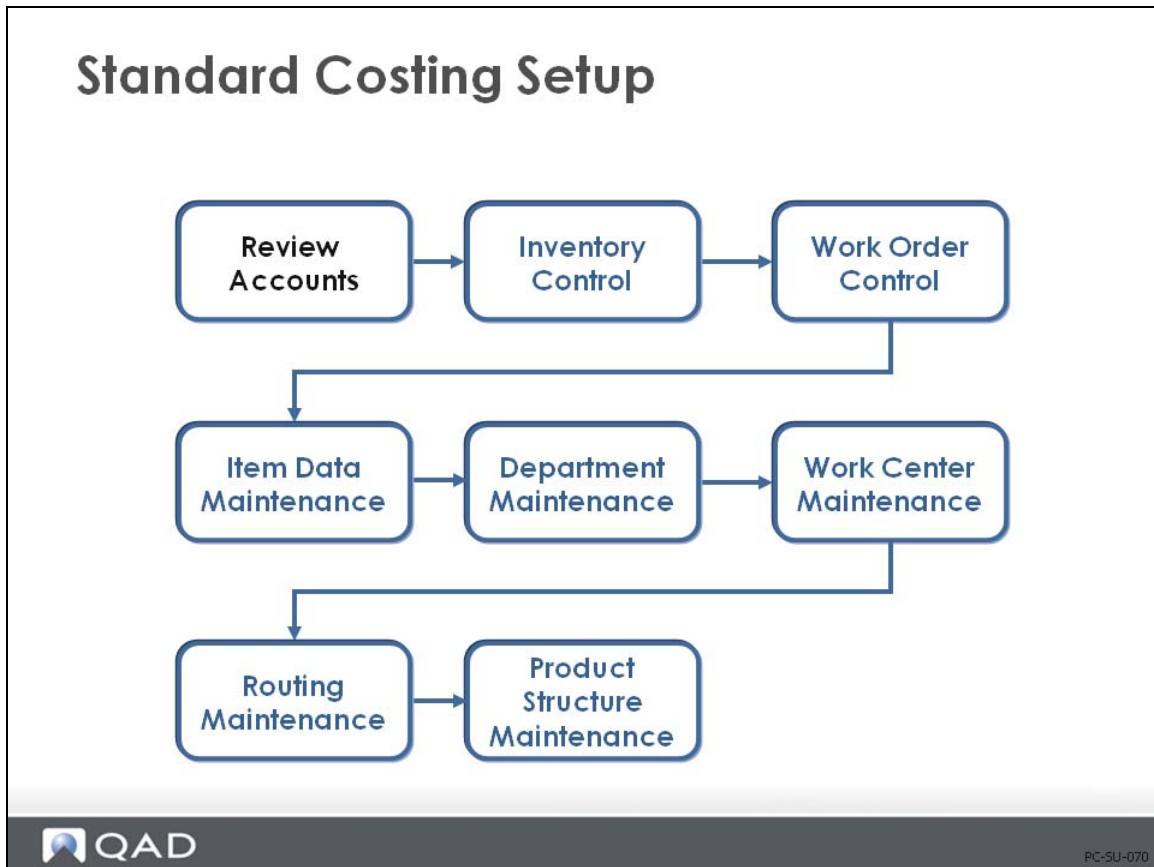 Standard Costing Setup
Review
Accounts
Inventory
Control
Work Order
Control
Item Data
Maintenance
Department
Maintenance
Work Center
Maintenance
Routing
Maintenance
Product
Structure
Maintenance
QAD
PC-SU-070